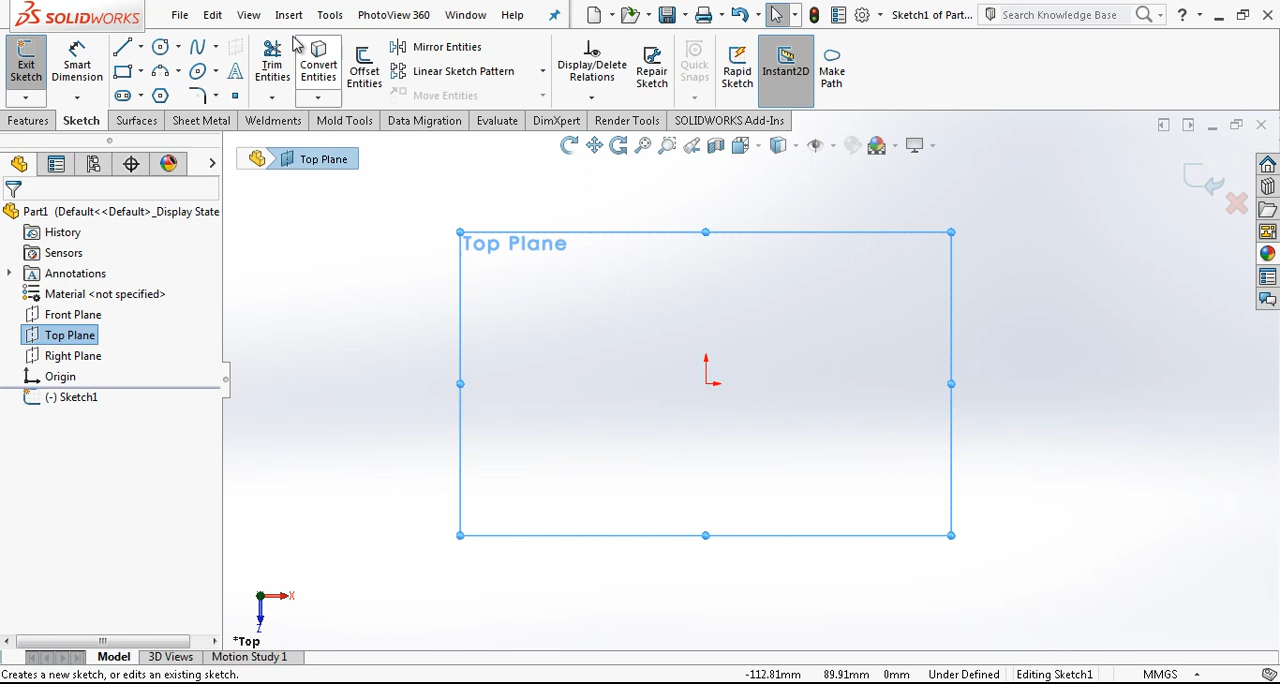 SOLIDWORKS File Edit View Insert Tools PhotoView 360 Window Help Sketch1 of Part... Search Knowledge Base ?
Exit Sketch
Smart Dimension
Trim Entities
Convert Entities
Offset Entities
Mirror Entities
Linear Sketch Pattern
Move Entities
Display/Delete Relations
Repair Sketch
Quick Snaps
Rapid Sketch
Instant2D
Make Path
Features Sketch Surfaces Sheet Metal Weldments Mold Tools Data Migration Evaluate DimXpert Render Tools SOLIDWORKS Add-Ins
Top Plane
Part1 (Default<<Default>_Display State
History
Sensors
Annotations
Material <not specified>
Front Plane
Top Plane
Right Plane
Origin
(-) Sketch1
Top Plane
X
Z
*Top
Model 3D Views Motion Study 1
Creates a new sketch, or edits an existing sketch. -112.81mm 89.91mm 0mm Under Defined Editing Sketch1 MMGS